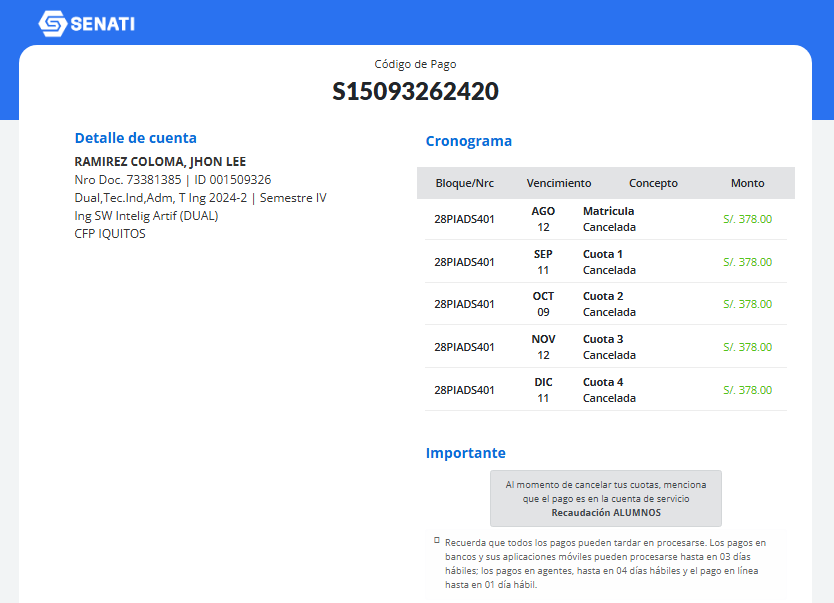 SENATI
Código de Pago
S15093262420
Detalle de cuenta
RAMIREZ COLOMA, JHON LEE
Nro Doc. 73381385 | ID 001509326
Dual,Tec.Ind,Adm, T Ing 2024-2 | Semestre IV
Ing SW Intelig Artif (DUAL)
CFP IQUITOS
Cronograma
Bloque/Nrc Vencimiento Concepto Monto
28PIADS401 AGO 12 Matricula Cancelada S/. 378.00
28PIADS401 SEP 11 Cuota 1 Cancelada S/. 378.00
28PIADS401 OCT 09 Cuota 2 Cancelada S/. 378.00
28PIADS401 NOV 12 Cuota 3 Cancelada S/. 378.00
28PIADS401 DIC 11 Cuota 4 Cancelada S/. 378.00
Importante
Al momento de cancelar tus cuotas, menciona
que el pago es en la cuenta de servicio
Recaudación ALUMNOS
Recuerda que todos los pagos pueden tardar en procesarse. Los pagos en
bancos y sus aplicaciones móviles pueden procesarse hasta en 03 días
hábiles; los pagos en agentes, hasta en 04 días hábiles y el pago en línea
hasta en 01 día hábil.